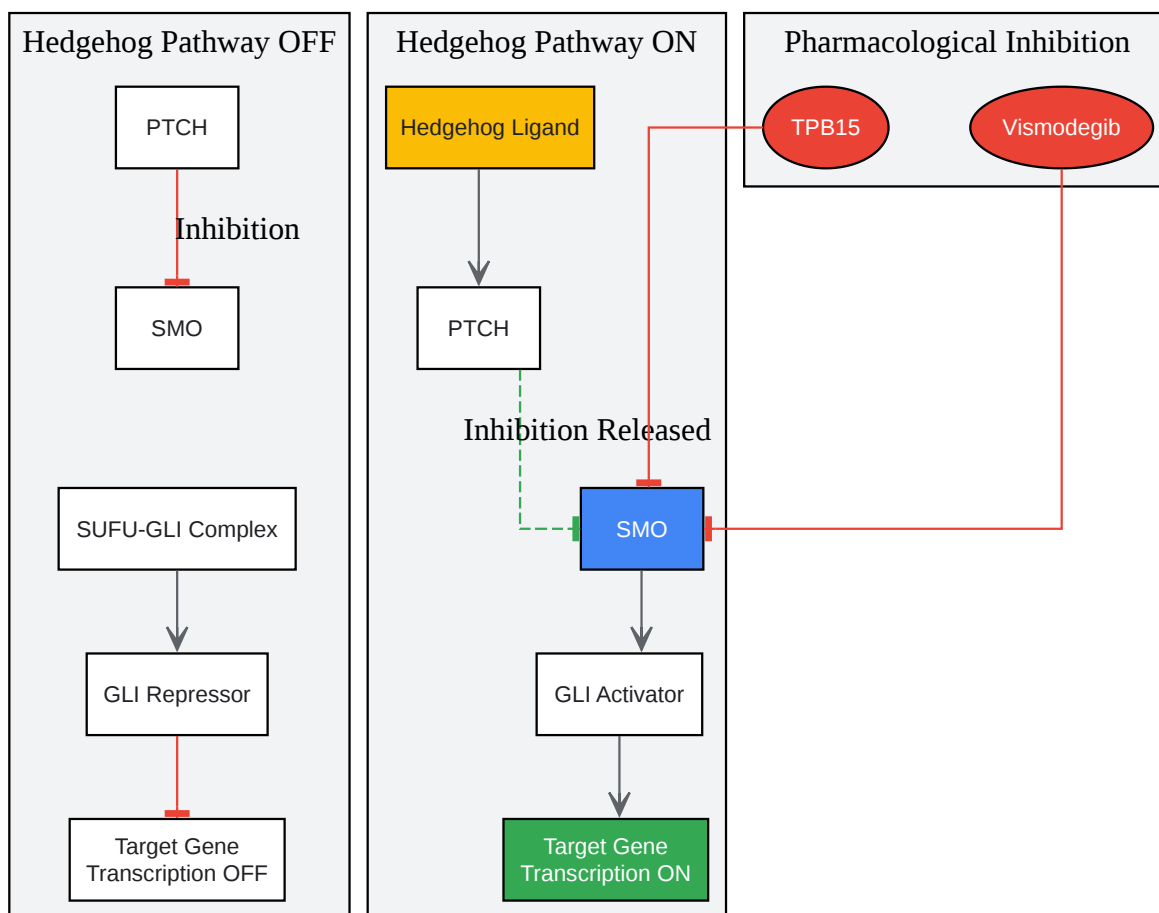 Hedgehog Pathway OFF
PTCH
Inhibition
SMO
SUFU-GLI Complex
GLI Repressor
Target Gene
Transcription OFF
Hedgehog Pathway ON
Hedgehog Ligand
PTCH
Inhibition Released
SMO
GLI Activator
Target Gene
Transcription ON
Pharmacological Inhibition
TPB15
Vismodegib